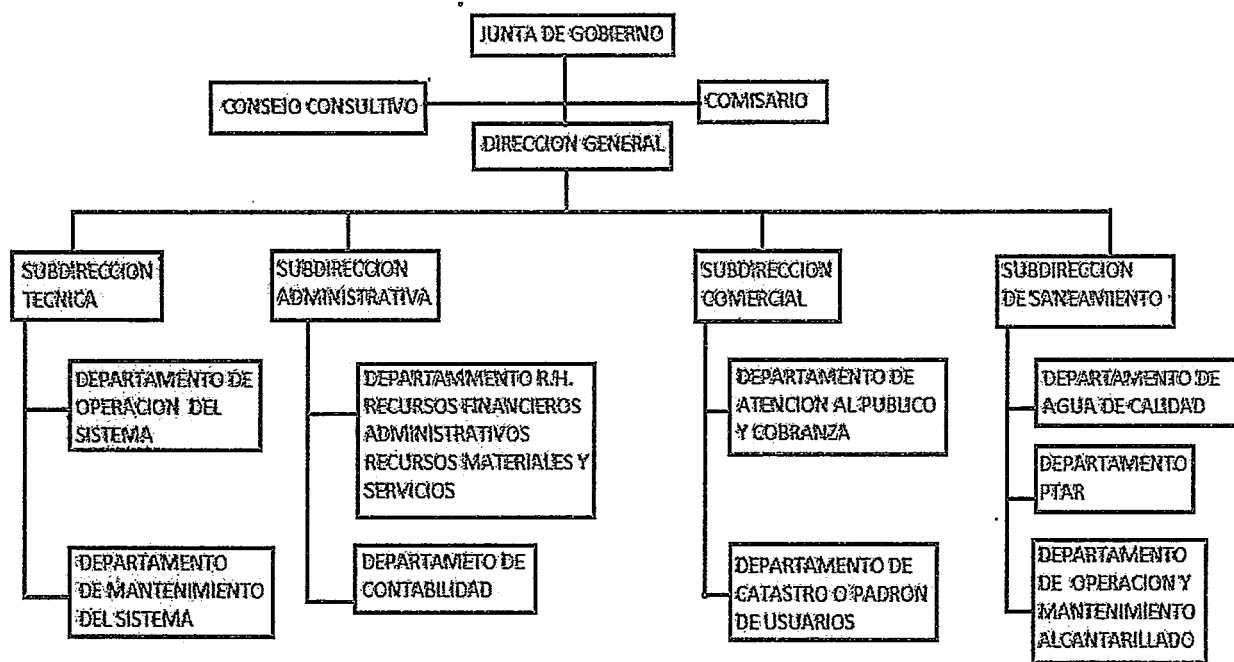 JUNTA DE GOBIERNO
CONSEJO CONSULTIVO
COMISARIO
DIRECCION GENERAL
SUBDIRECCION
TECNICA
SUBDIRECCION
ADMINISTRATIVA
SUBDIRECCION
COMERCIAL
SUBDIRECCION
DE SANEAMIENTO
DEPARTAMENTO DE
OPERACION DEL
SISTEMA
DEPARTAMMENTO R.H.
RECURSOS FINANCIEROS
ADMINISTRATIVOS
RECURSOS MATERIALES Y
SERVICIOS
DEPARTAMENTO DE
ATENCION AL PUBLICO
Y COBRANZA
DEPARTAMENTO DE
AGUA DE CALIDAD
DEPARTAMENTO
PTAR
DEPARTAMENTO
DE MANTENIMIENTO
DEL SISTEMA
DEPARTAMETO DE
CONTABILIDAD
DEPARTAMENTO DE
CATASTRO O PADRON
DE USUARIOS
DEPARTAMENTO
DE OPERACION Y
MANTENIMIENTO
ALCANTARILLADO